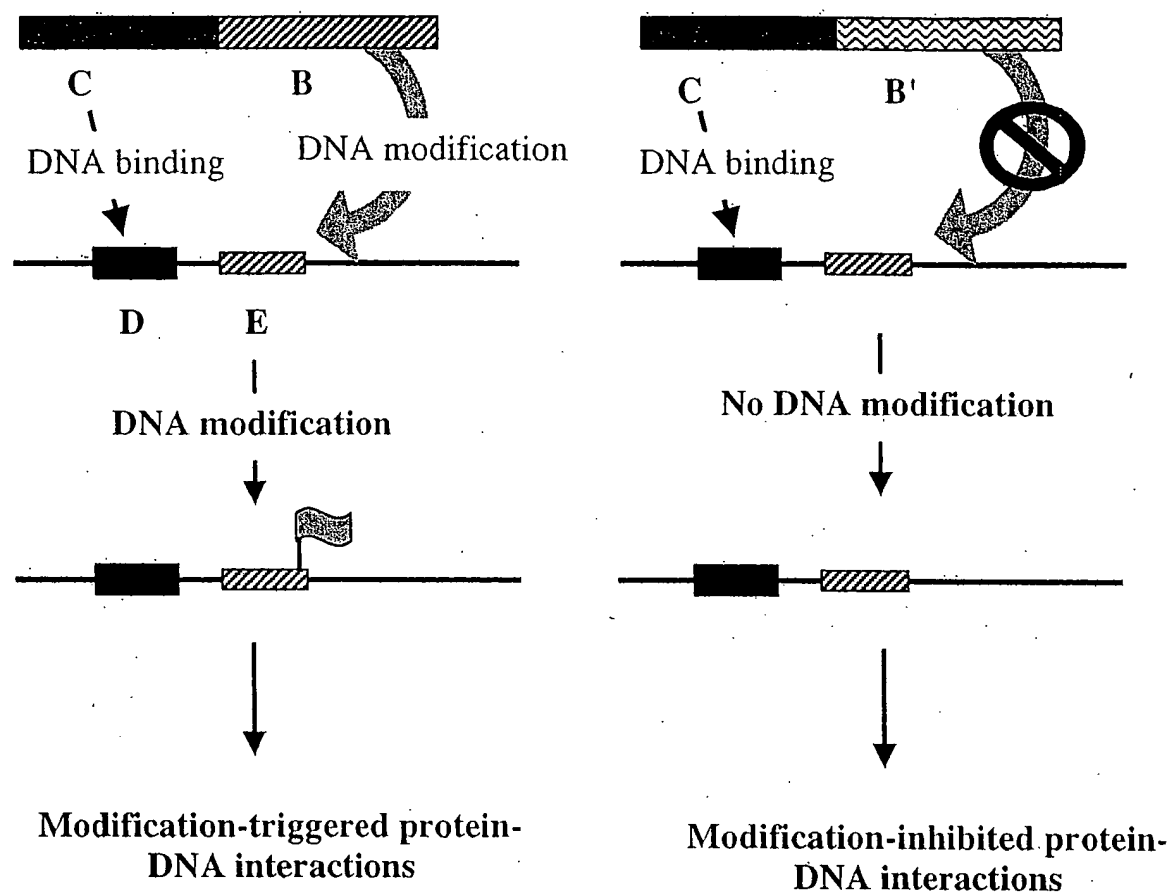 C
B
DNA binding
DNA modification
D
E
DNA modification
Modification-triggered protein-
DNA interactions
C
B'
DNA binding
No DNA modification
Modification-inhibited protein-
DNA interactions